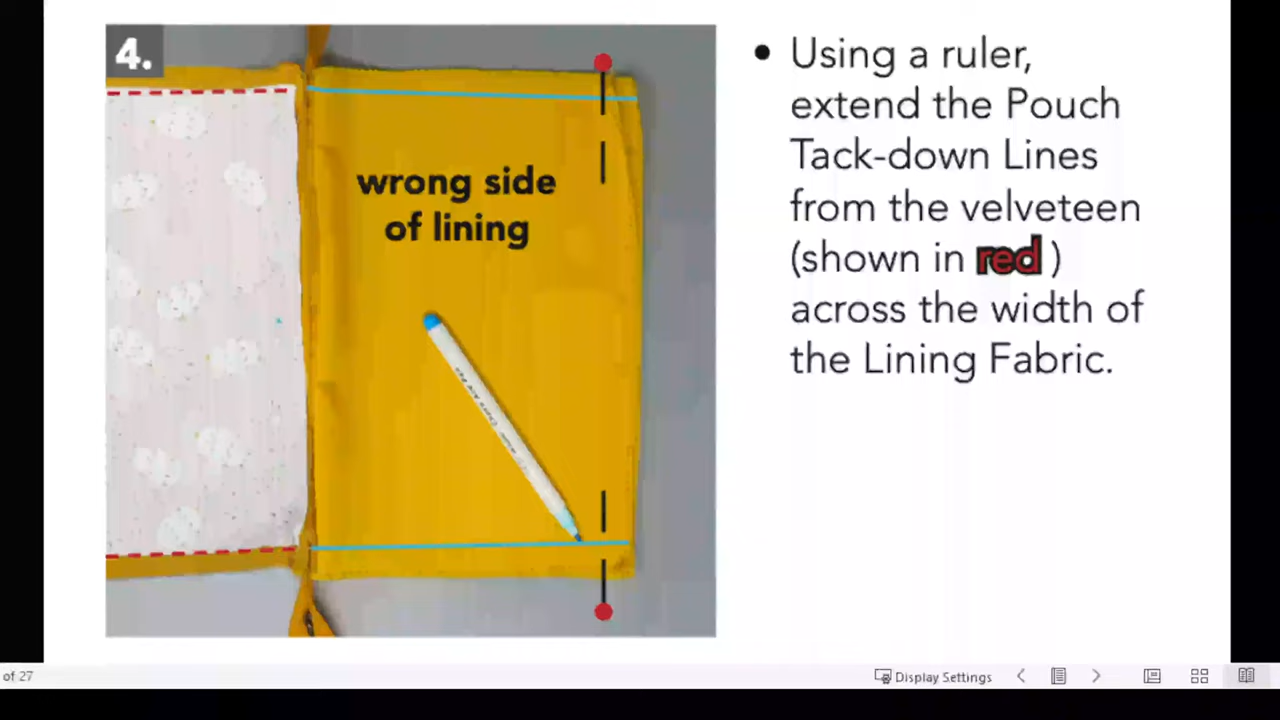 4.
wrong side
of lining
• Using a ruler,
extend the Pouch
Tack-down Lines
from the velveteen
(shown in red )
across the width of
the Lining Fabric.
of 27
Display Settings